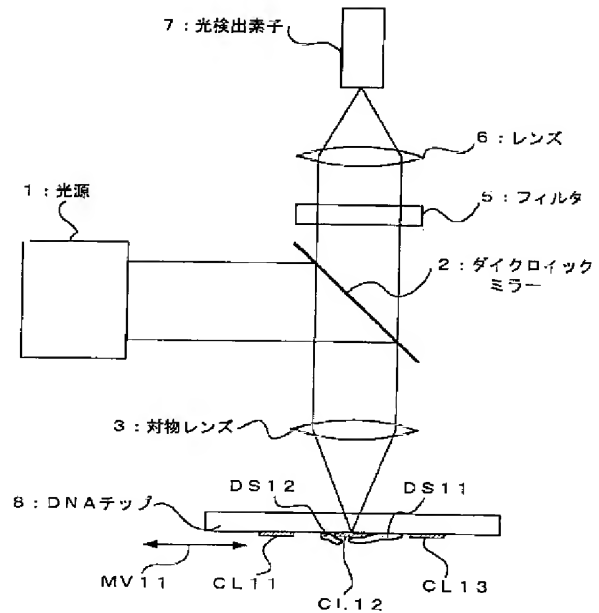 7：光検出素子
6：レンズ
1：光源
5：フィルタ
2：ダイクロイック
ミラー
3：対物レンズ
DS12
DS11
8：DNAチップ
MV11
CL11
CL12
CL13